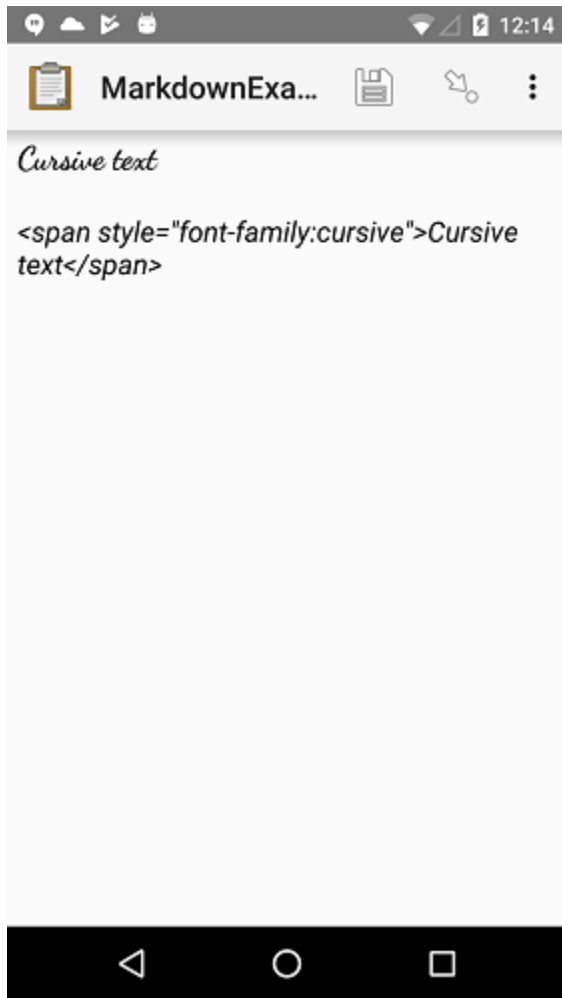 12:14
MarkdownExa...
Cursive text
<span style="font-family:cursive">Cursive
text</span>